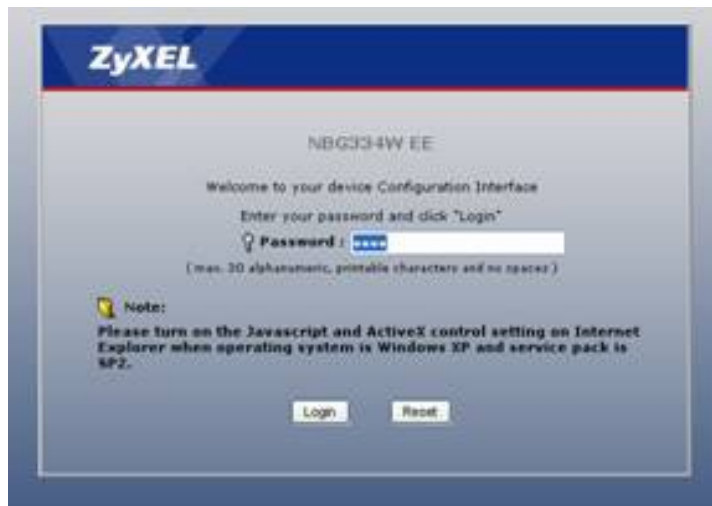 ZyXEL
NBG334W EE
Welcome to your device Configuration Interface
Enter your password and click "Login"
Password :
( max. 30 alphanumeric, printable characters and no spaces )
Note:
Please turn on the Javascript and ActiveX control setting on Internet
Explorer when operating system is Windows XP and service pack is
SP2.
Login Reset